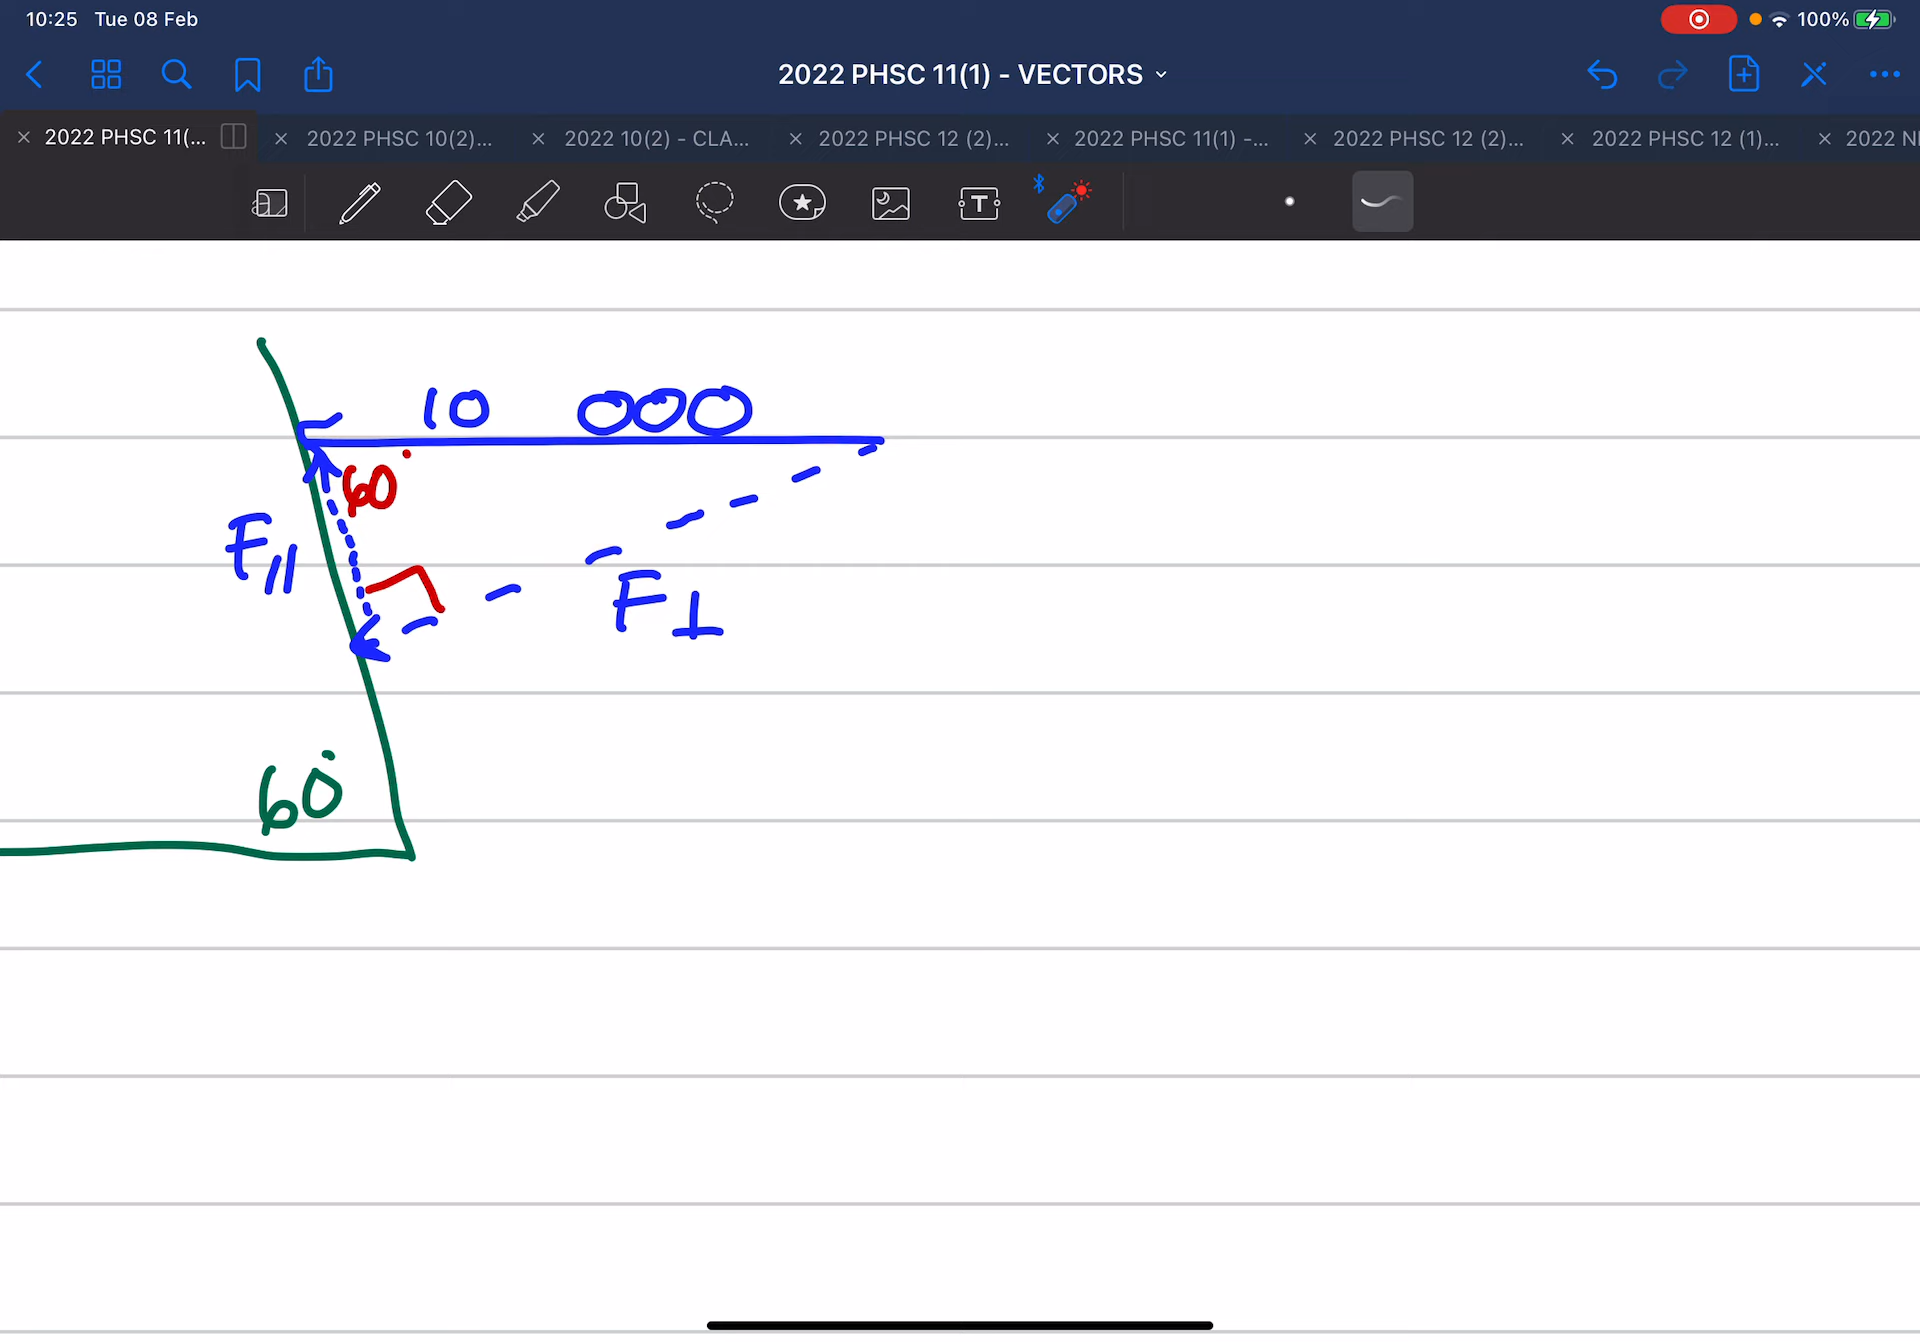 10:25 Tue 08 Feb 100%
2022 PHSC 11(1) - VECTORS
2022 PHSC 11(... 2022 PHSC 10(2)... 2022 10(2) - CLA... 2022 PHSC 12 (2)... 2022 PHSC 11(1) -... 2022 PHSC 12 (2)... 2022 PHSC 12 (1)... 2022 N
T
10 000
60°
F//
F⊥
60°